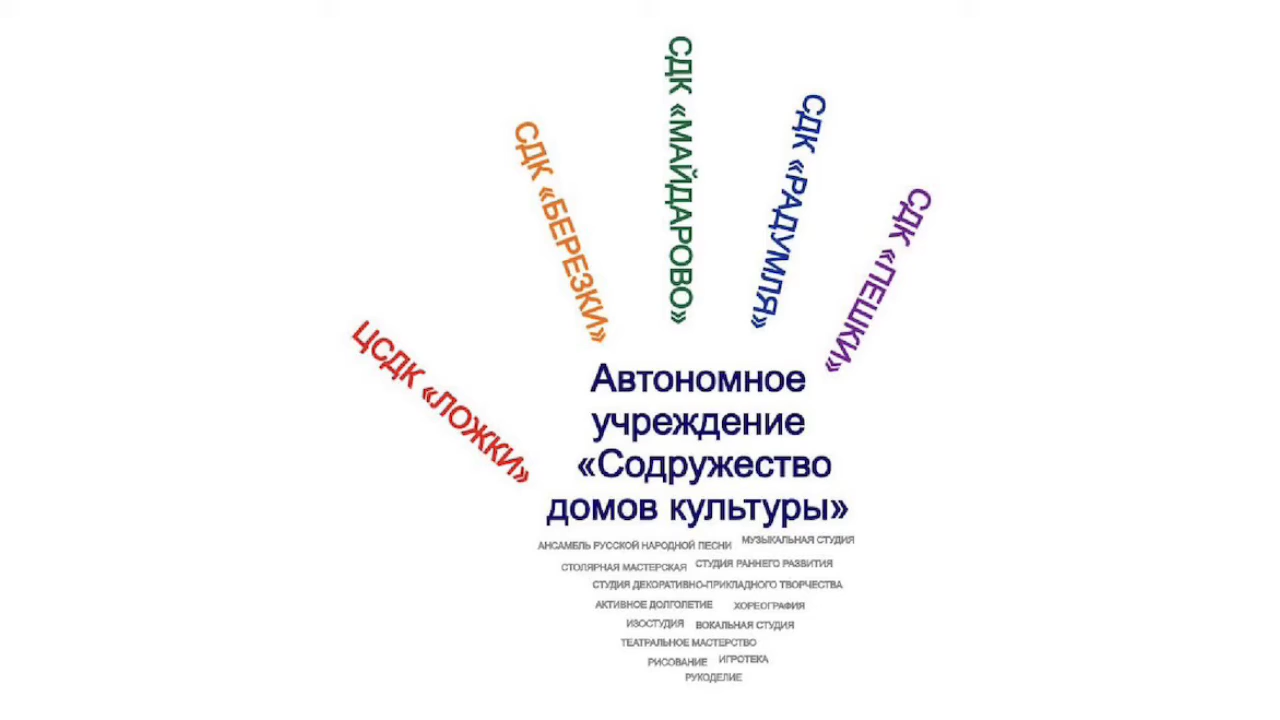 ЦСДК «ЛОЖКИ»
СДК «БЕРЕЗКИ»
СДК «МАЙДАРОВО»
СДК «РАДУМЛЯ»
СДК «ПЕШКИ»
Автономное
учреждение
«Содружество
домов культуры»
АНСАМЕЛЬ РУССКОЙ НАРОДНОЙ ПЕСНИ МУЗЫКАЛЬНАЯ СТУДИЯ
СТОЛЯРНАЯ МАСТЕРСКАЯ СТУДИЯ РАННЕГО РАЗВИТИЯ
СТУДИЯ ДЕКОРАТИВНО-ПРИКЛАДНОГО ТВОРЧЕСТВА
АКТИВНОЕ ДОЛГОЛЕТИЕ ХОРЕОГРАФИЯ
ИЗОСТУДИЯ ВОКАЛЬНАЯ СТУДИЯ
ТЕАТРАЛЬНОЕ МАСТЕРСТВО
РИСОВАНИЕ ИГРОТЕКА
РУКОДЕЛИЕ